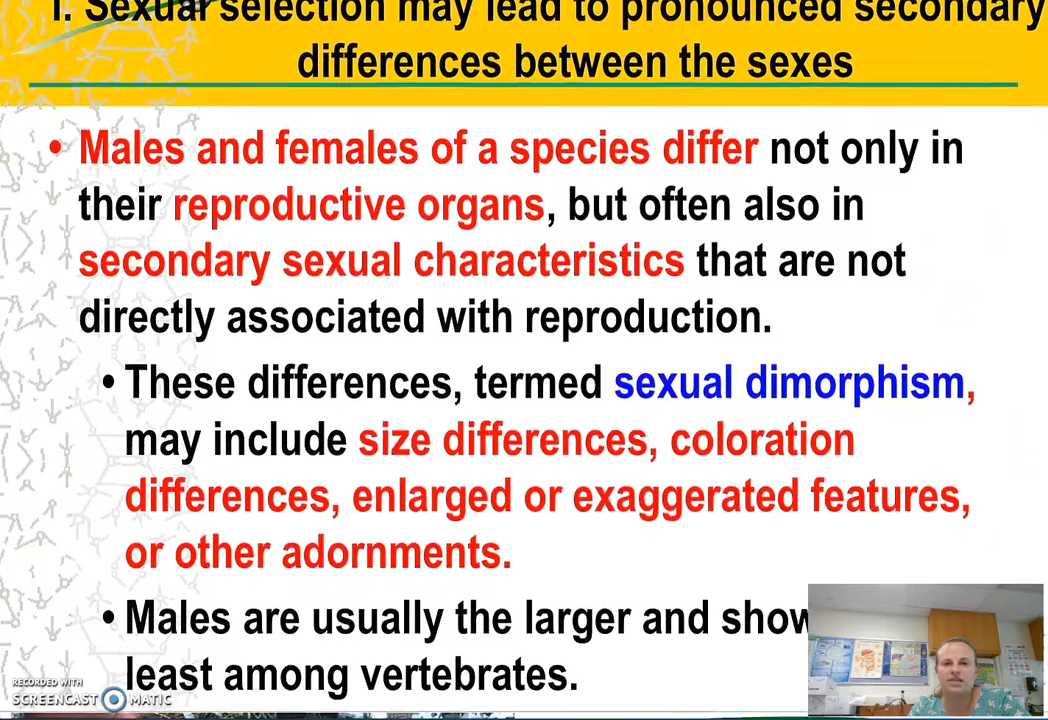 I. Sexual selection may lead to pronounced secondary
differences between the sexes
• Males and females of a species differ not only in
their reproductive organs, but often also in
secondary sexual characteristics that are not
directly associated with reproduction.
• These differences, termed sexual dimorphism,
may include size differences, coloration
differences, enlarged or exaggerated features,
or other adornments.
• Males are usually the larger and show
least among vertebrates.
RECORDED WITH
SCREENCAST MATIC